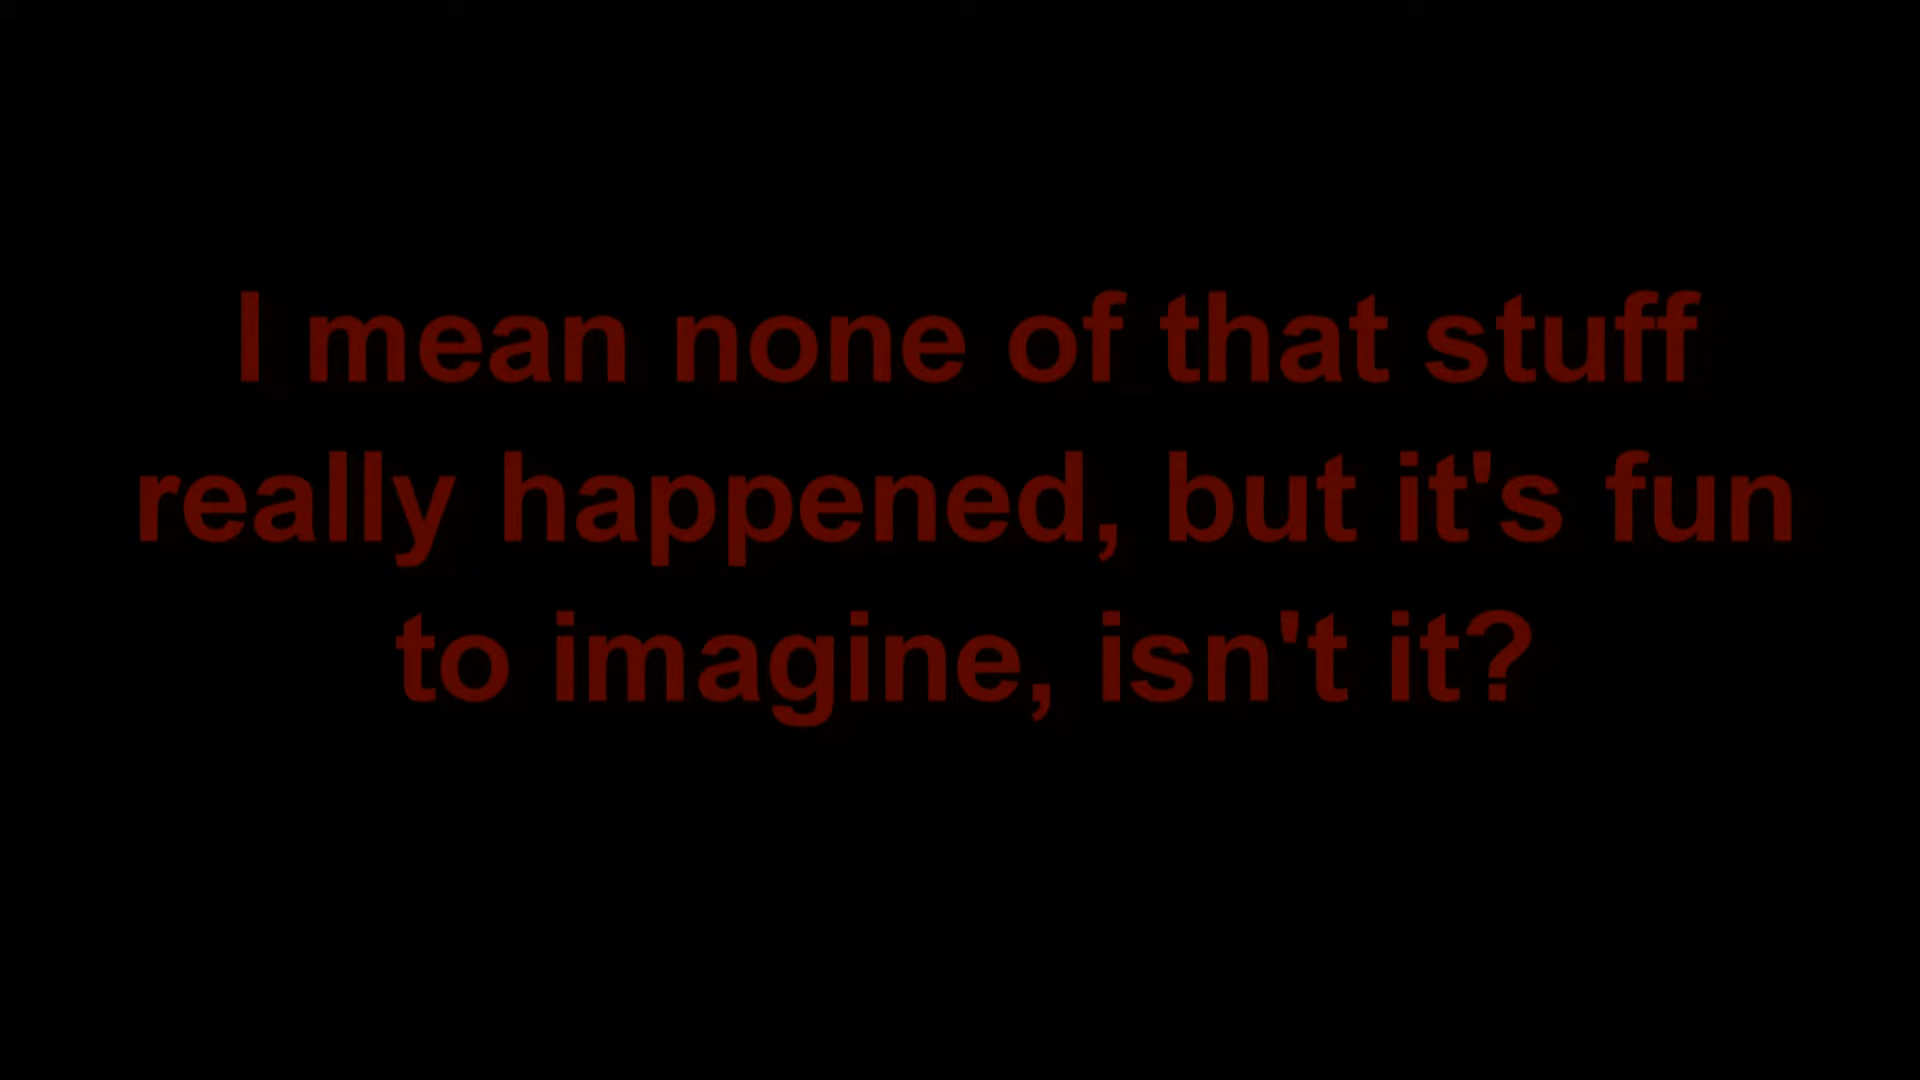 I mean none of that stuff
really happened, but it's fun
to imagine, isn't it?